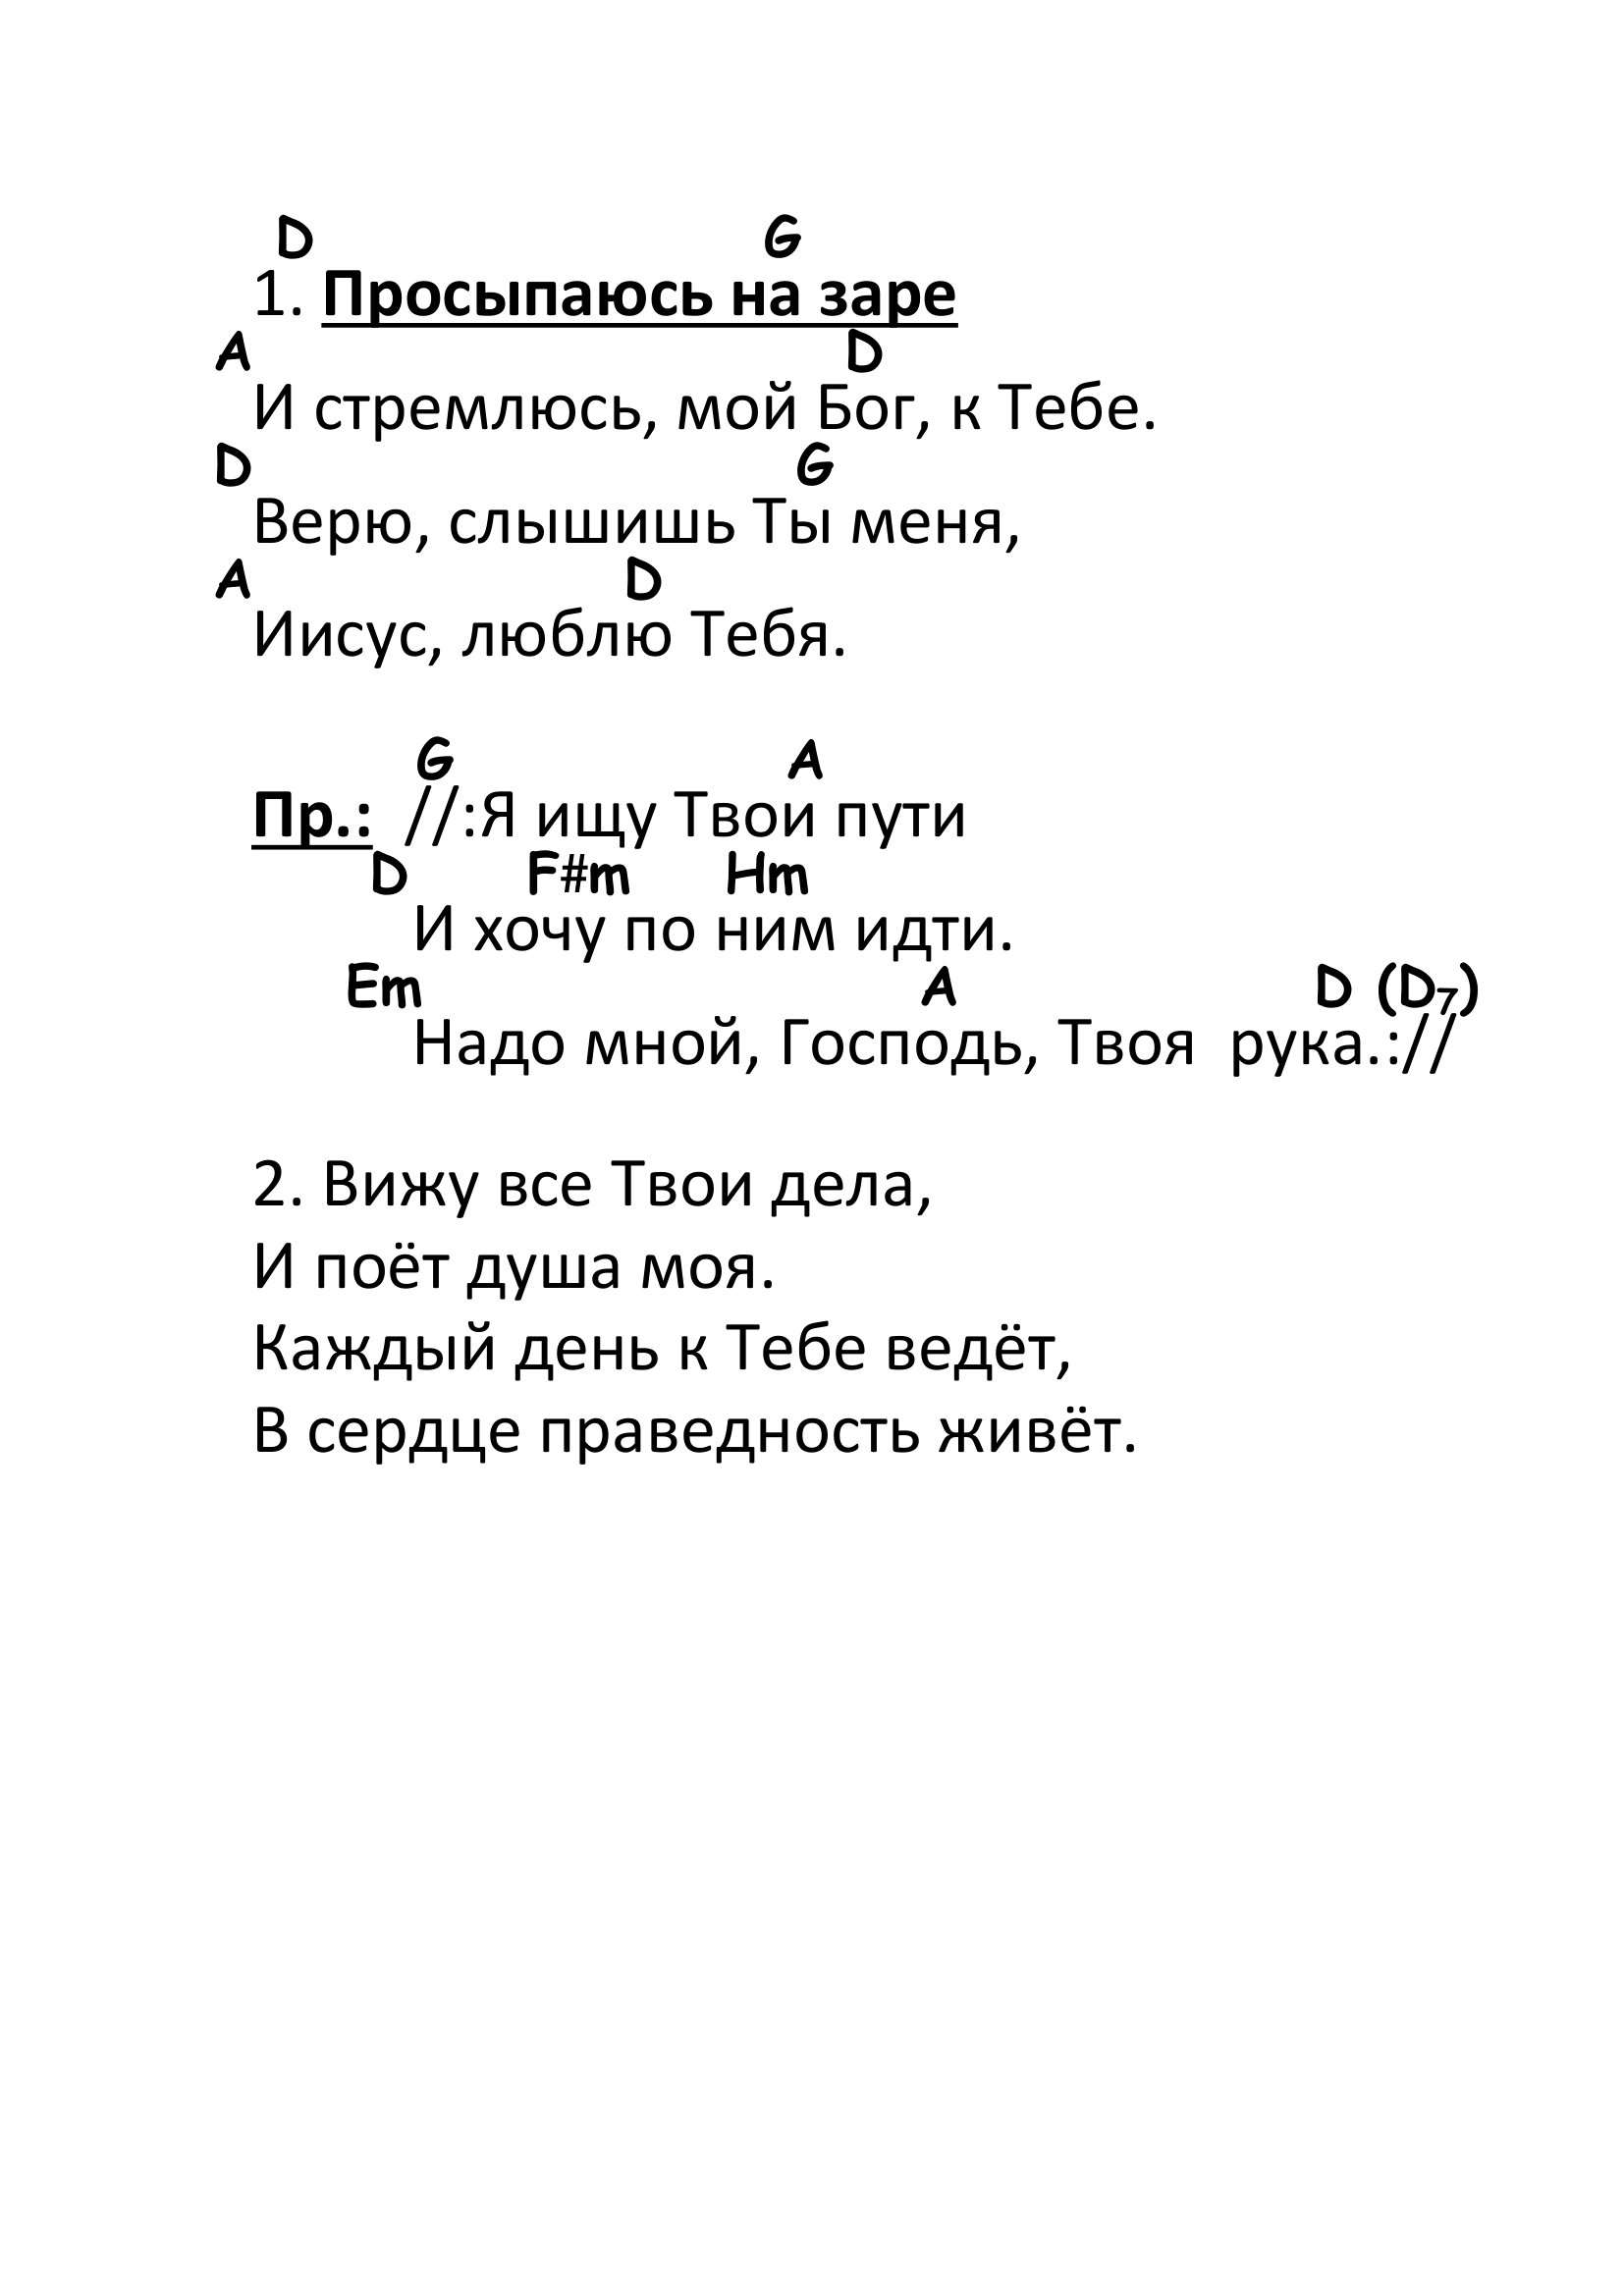 D G
1. Просыпаюсь на заре
A D
И стремлюсь, мой Бог, к Тебе.
D G
Верю, слышишь Ты меня,
A D
Иисус, люблю Тебя.
G A
Пр.: //:Я ищу Твои пути
D F#m Hm
И хочу по ним идти.
Em A D (D7)
Надо мной, Господь, Твоя рука.://
2. Вижу все Твои дела,
И поёт душа моя.
Каждый день к Тебе ведёт,
В сердце праведность живёт.